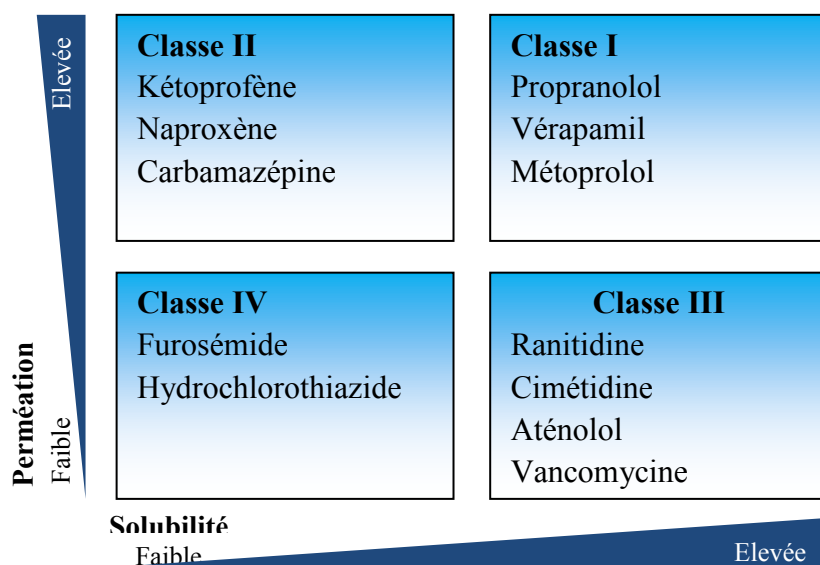 Elevée
Classe II
Kétoprofène
Naproxène
Carbamazépine
Classe I
Propranolol
Vérapamil
Métoprolol
Perméation
Faible
Classe IV
Furosémide
Hydrochlorothiazide
Classe III
Ranitidine
Cimétidine
Aténolol
Vancomycine
Solubilité
Faible
Elevée